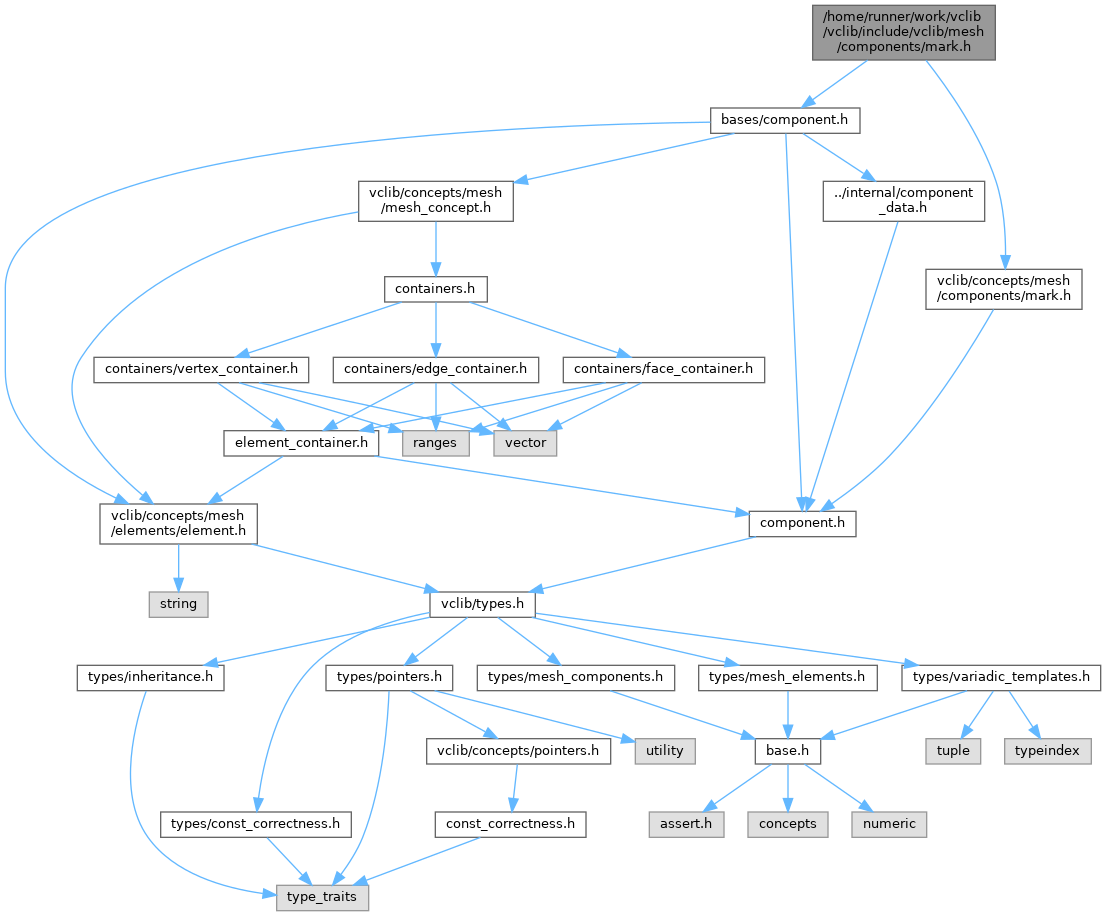 /home/runner/work/vclib
/vclib/include/vclib/mesh
/components/mark.h
bases/component.h
vclib/concepts/mesh
/mesh_concept.h
../internal/component
_data.h
vclib/concepts/mesh
/components/mark.h
containers.h
containers/vertex_container.h
containers/edge_container.h
containers/face_container.h
element_container.h
ranges
vector
vclib/concepts/mesh
/elements/element.h
component.h
string
vclib/types.h
types/inheritance.h
types/pointers.h
types/mesh_components.h
types/mesh_elements.h
types/variadic_templates.h
vclib/concepts/pointers.h
utility
base.h
tuple
typeindex
types/const_correctness.h
const_correctness.h
assert.h
concepts
numeric
type_traits